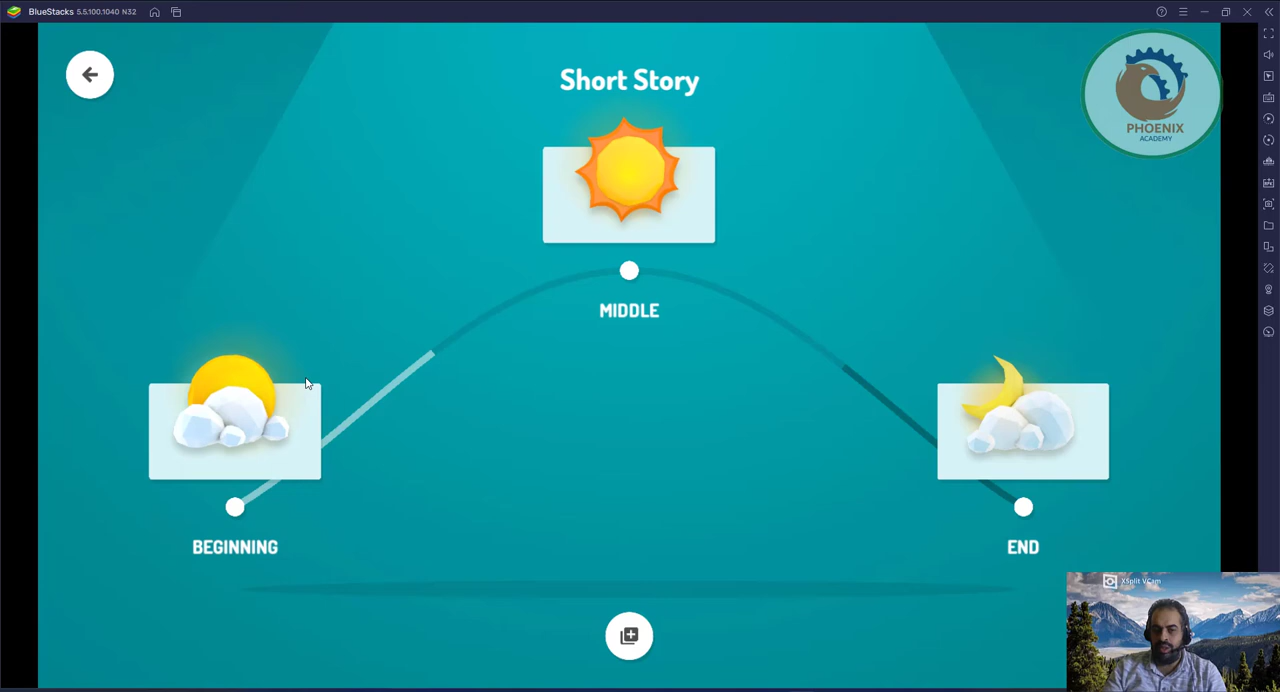 BlueStacks 5.5.100.1040 N32
Short Story
PHOENIX
ACADEMY
MIDDLE
BEGINNING
END
XSplit VCam